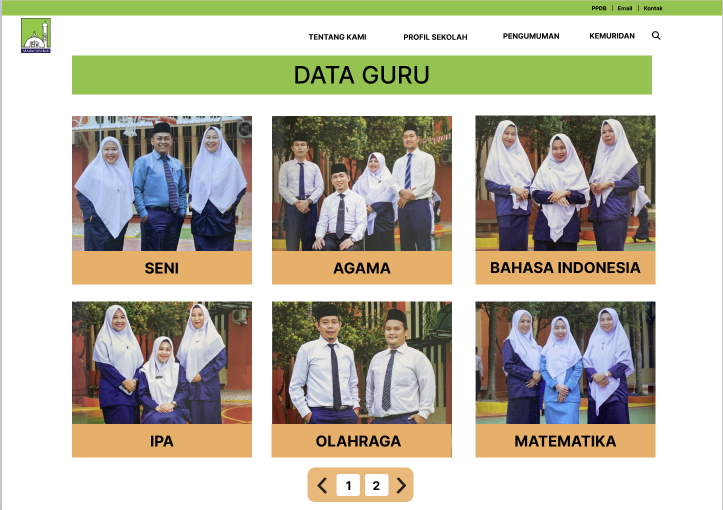 PPDB | Email | Kontak
TENTANG KAMI PROFIL SEKOLAH PENGUMUMAN KEMURIDAN
DATA GURU
SENI
AGAMA
BAHASA INDONESIA
IPA
OLAHRAGA
MATEMATIKA
1 2